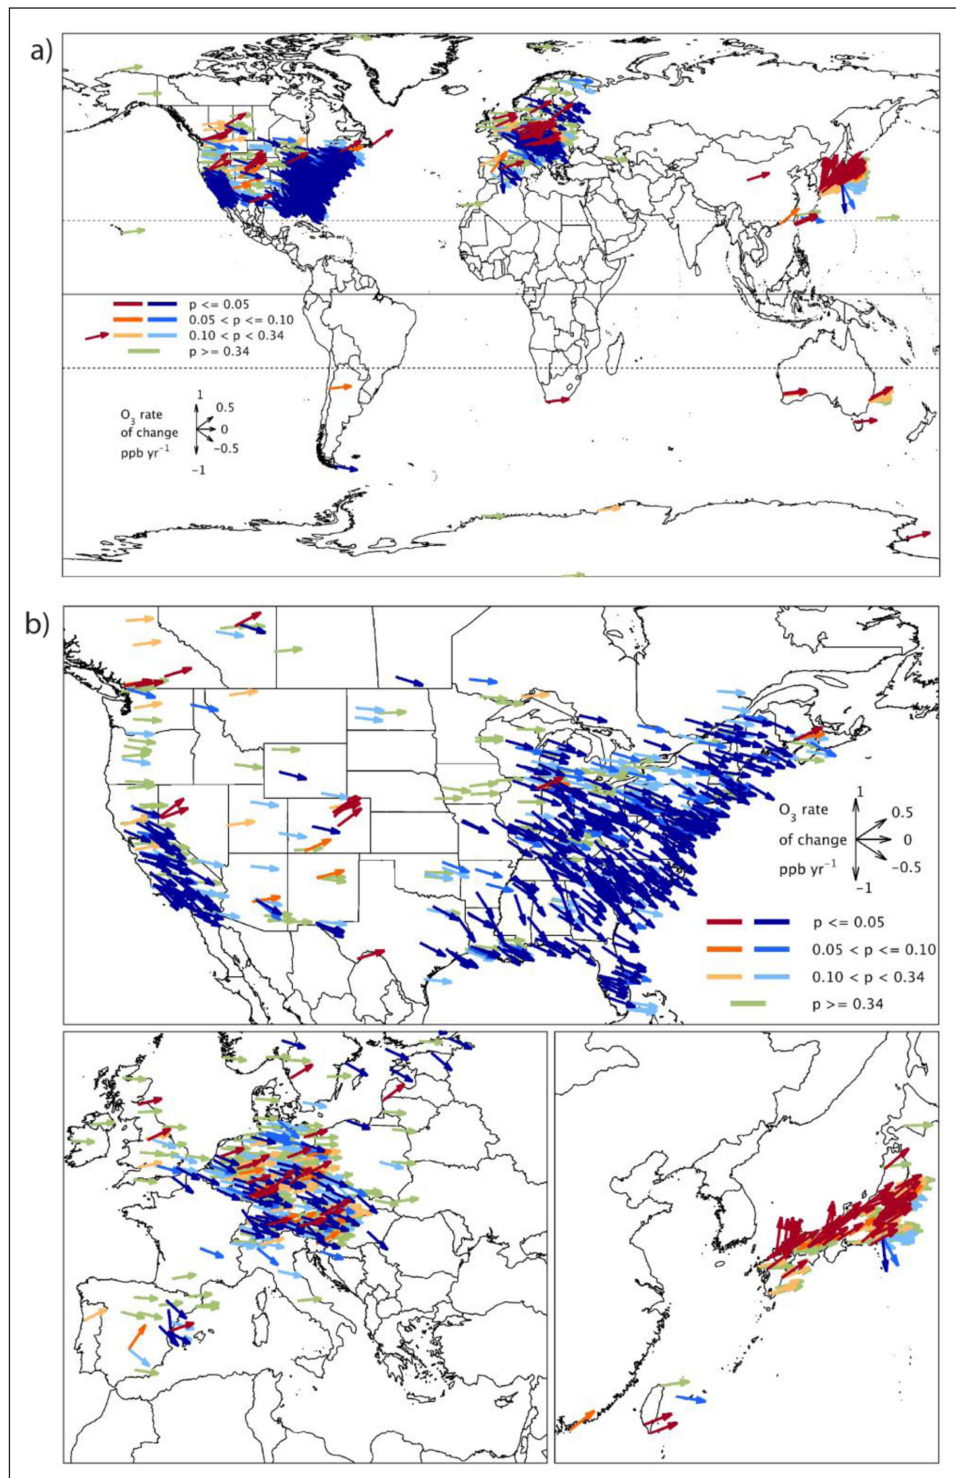 a)
p <= 0.05
0.05 < p <= 0.10
0.10 < p < 0.34
p >= 0.34
O3 rate
of change
ppb yr−1
1
0.5
0
−0.5
−1
b)
O3 rate
of change
ppb yr−1
1
0.5
0
−0.5
−1
p <= 0.05
0.05 < p <= 0.10
0.10 < p < 0.34
p >= 0.34